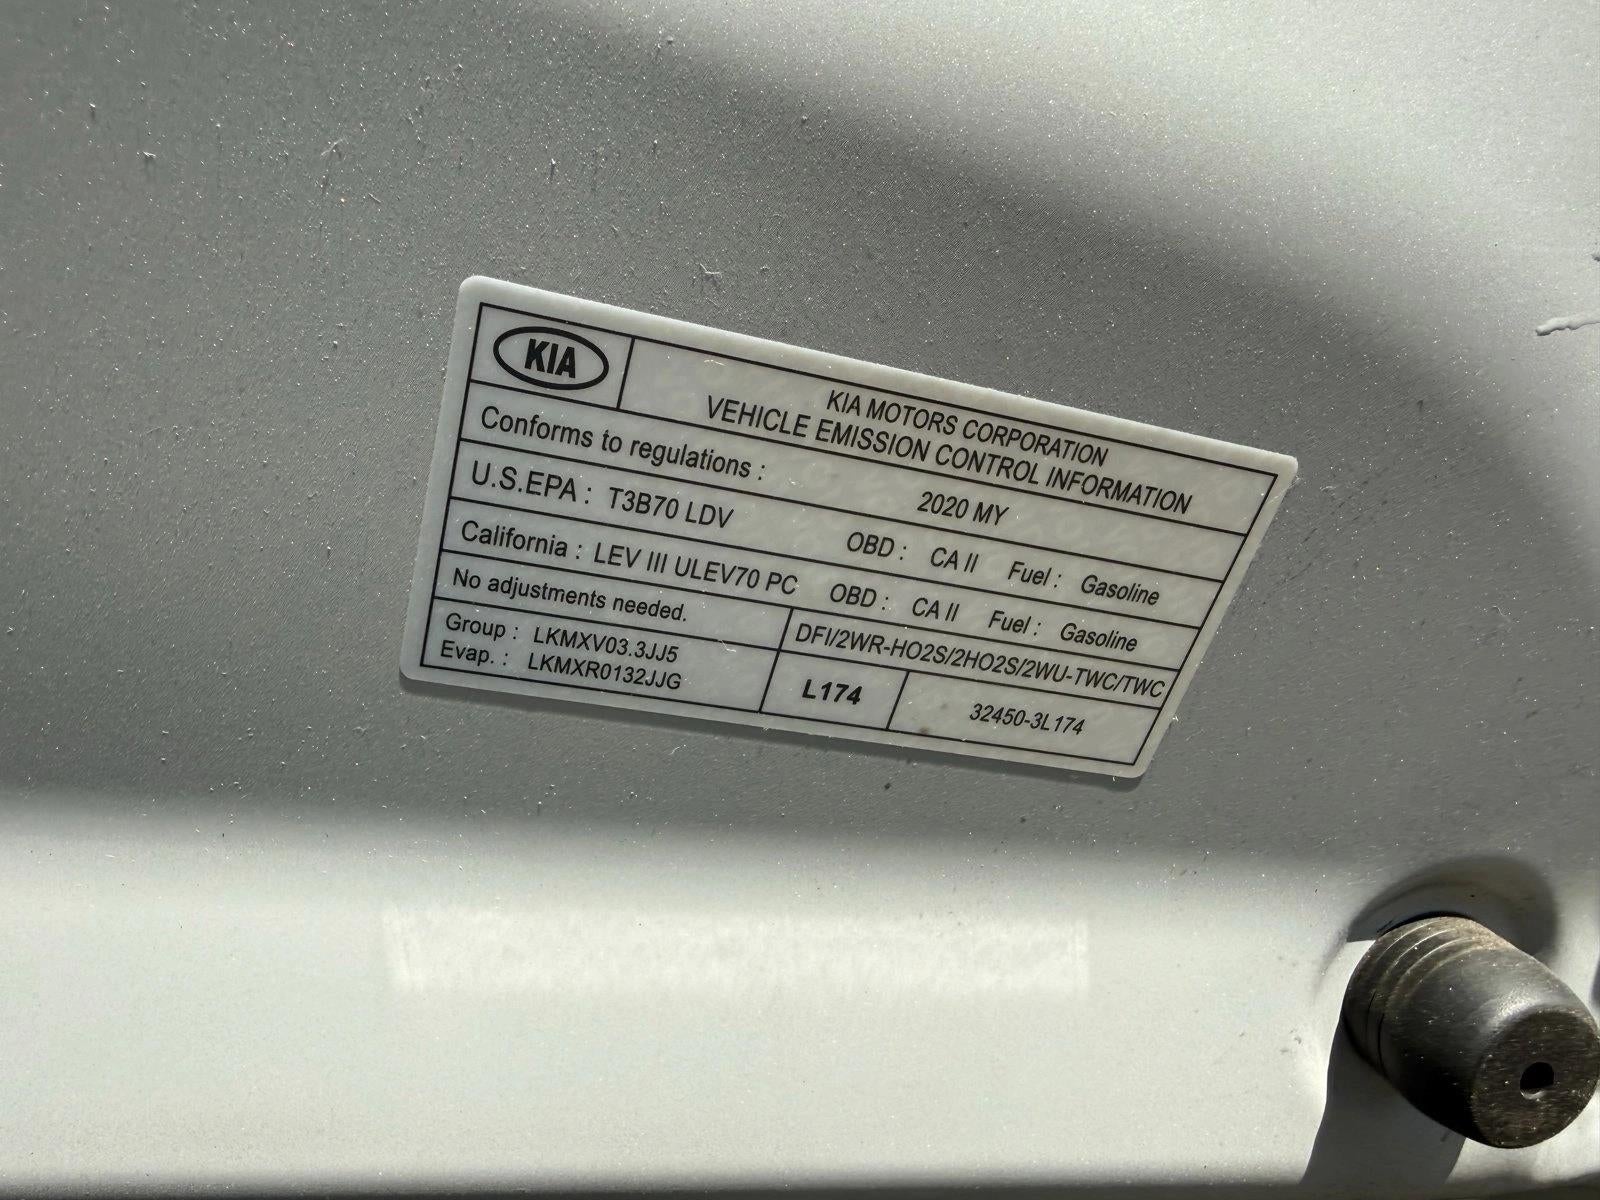 KIA
KIA MOTORS CORPORATION
VEHICLE EMISSION CONTROL INFORMATION
Conforms to regulations : 2020 MY
U.S.EPA : T3B70 LDV OBD : CA II Fuel : Gasoline
California : LEV III ULEV70 PC OBD : CA II Fuel : Gasoline
No adjustments needed. DFI/2WR-HO2S/2HO2S/2WU-TWC/TWC
Group : LKMXV03.3JJ5
Evap. : LKMXR0132JJG
L174 32450-3L174